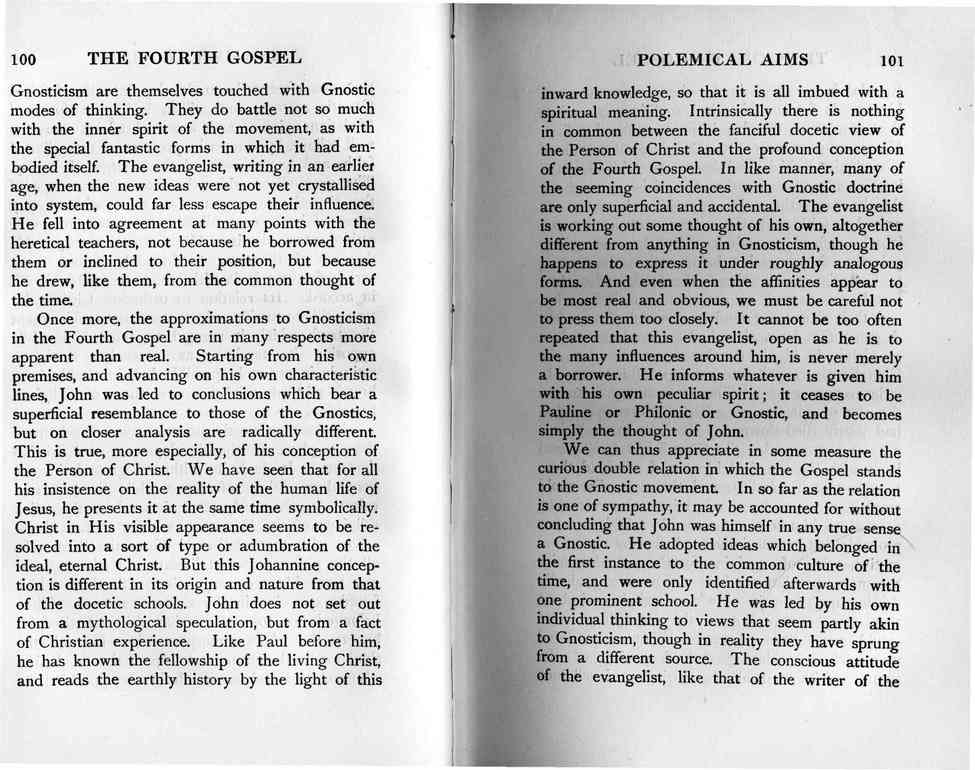 100 THE FOURTH GOSPEL
Gnosticism are themselves touched with Gnostic
modes of thinking. They do battle not so much
with the inner spirit of the movement, as with
the special fantastic forms in which it had em-
bodied itself. The evangelist, writing in an earlier
age, when the new ideas were not yet crystallised
into system, could far less escape their influence.
He fell into agreement at many points with the
heretical teachers, not because he borrowed from
them or inclined to their position, but because
he drew, like them, from the common thought of
the time.
Once more, the approximations to Gnosticism
in the Fourth Gospel are in many respects more
apparent than real. Starting from his own
premises, and advancing on his own characteristic
lines, John was led to conclusions which bear a
superficial resemblance to those of the Gnostics,
but on closer analysis are radically different.
This is true, more especially, of his conception of
the Person of Christ. We have seen that for all
his insistence on the reality of the human life of
Jesus, he presents it at the same time symbolically.
Christ in His visible appearance seems to be re-
solved into a sort of type or adumbration of the
ideal, eternal Christ. But this Johannine concep-
tion is different in its origin and nature from that
of the docetic schools. John does not set out
from a mythological speculation, but from a fact
of Christian experience. Like Paul before him,
he has known the fellowship of the living Christ,
and reads the earthly history by the light of this
POLEMICAL AIMS 101
inward knowledge, so that it is all imbued with a
spiritual meaning. Intrinsically there is nothing
in common between the fanciful docetic view of
the Person of Christ and the profound conception
of the Fourth Gospel. In like manner, many of
the seeming coincidences with Gnostic doctrine
are only superficial and accidental. The evangelist
is working out some thought of his own, altogether
different from anything in Gnosticism, though he
happens to express it under roughly analogous
forms. And even when the affinities appear to
be most real and obvious, we must be careful not
to press them too closely. It cannot be too often
repeated that this evangelist, open as he is to
the many influences around him, is never merely
a borrower. He informs whatever is given him
with his own peculiar spirit; it ceases to be
Pauline or Philonic or Gnostic, and becomes
simply the thought of John.
We can thus appreciate in some measure the
curious double relation in which the Gospel stands
to the Gnostic movement. In so far as the relation
is one of sympathy, it may be accounted for without
concluding that John was himself in any true sense
a Gnostic. He adopted ideas which belonged in
the first instance to the common culture of the
time, and were only identified afterwards with
one prominent school. He was led by his own
individual thinking to views that seem partly akin
to Gnosticism, though in reality they have sprung
from a different source. The conscious attitude
of the evangelist, like that of the writer of the